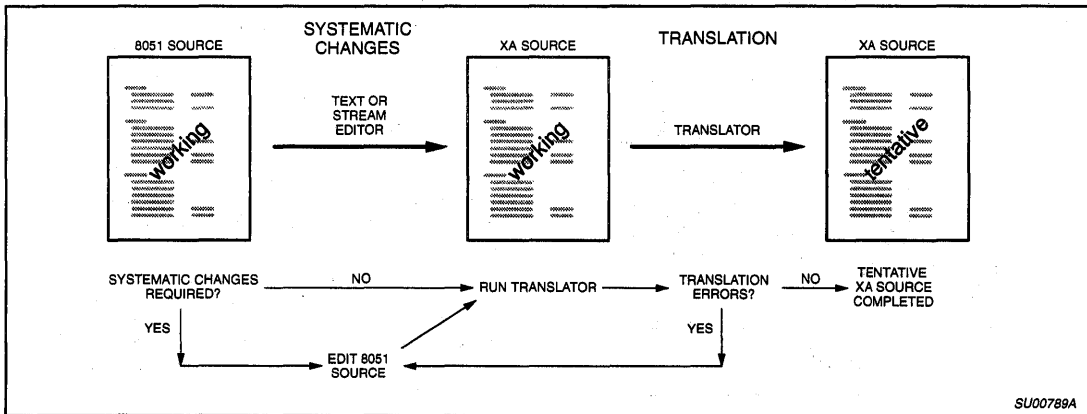 SYSTEMATIC
CHANGES
TRANSLATION
8051 SOURCE
XA SOURCE
XA SOURCE
working
TEXT OR
STREAM
EDITOR
working
TRANSLATOR
tentative
SYSTEMATIC CHANGES
REQUIRED?
NO
RUN TRANSLATOR
TRANSLATION
ERRORS?
NO
TENTATIVE
XA SOURCE
COMPLETED
YES
YES
EDIT 8051
SOURCE
SU00789A